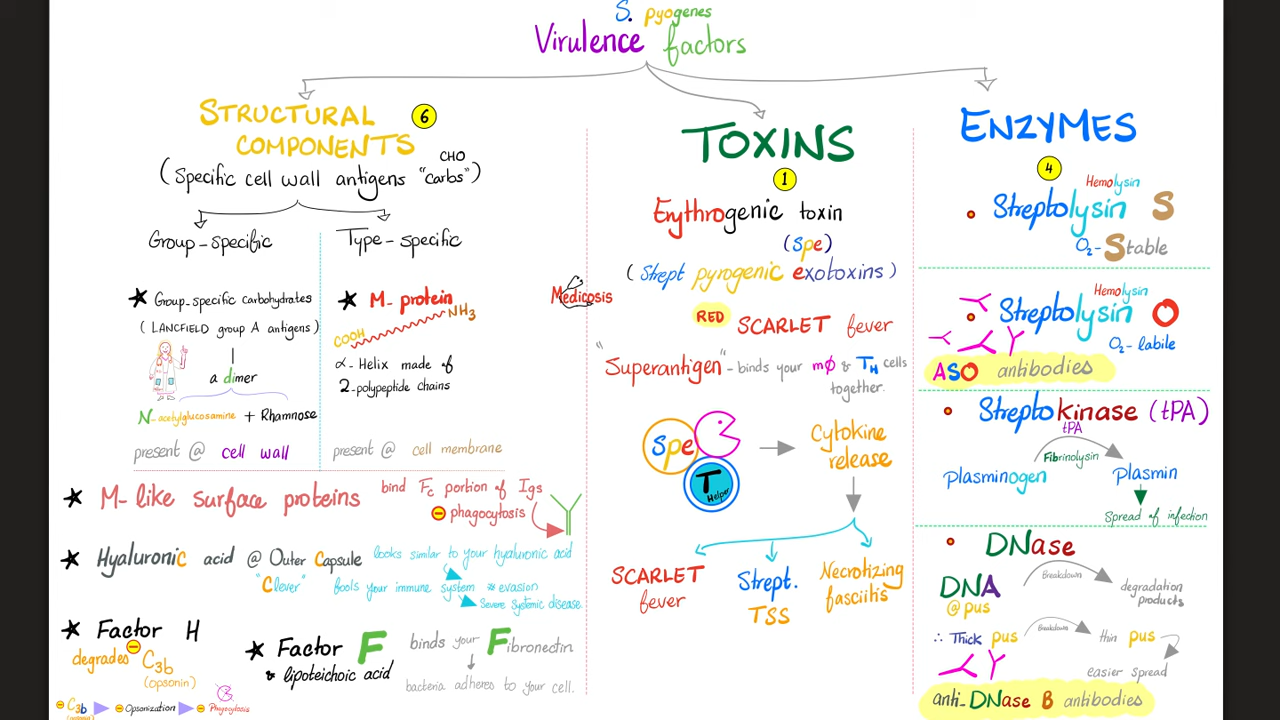 S. pyogenes
Virulence factors
STRUCTURAL COMPONENTS 6
(Specific cell wall antigens "carbs") CHO
Group-specific
Type-specific
★ Group-specific carbohydrates
(LANCFIELD group A antigens)
a dimer
N-acetylglucosamine + Rhamnose
present @ cell wall
★ M-protein
COOH NH3
α-Helix made of
2-polypeptide chains
present @ cell membrane
★ M-like surface proteins
bind Fc portion of Igs
⊖ phagocytosis
★ Hyaluronic acid @ Outer Capsule
looks similar to your hyaluronic acid
"Clever" fools your immune system ≈ evasion
Severe systemic disease.
★ Factor H
degrades ⊖ C3b
(opsonin)
⊖ C3b ⊖ Opsonization ⊖ Phagocytosis
★ Factor F
& lipoteichoic acid
binds your Fibronectin
bacteria adheres to your cell.
Medicosis
TOXINS
1
Erythrogenic toxin
(Spe)
(Strept pyrogenic exotoxins)
RED SCARLET fever
"Superantigen" - binds your mØ & TH cells
together.
spe
T
Helper
Cytokine
release
SCARLET
fever
Strept.
TSS
Necrotizing
fasciitis
ENZYMES
4
Hemolysin
Streptolysin S
O2-Stable
Hemolysin
Streptolysin O
O2-labile
ASO antibodies
Streptokinase (tPA)
tPA
Fibrinolysin
Plasminogen Plasmin
Spread of infection
DNase
DNA
@ pus
Breakdown
degradation
products
∴ Thick pus Breakdown thin pus
easier spread
anti-DNase B antibodies